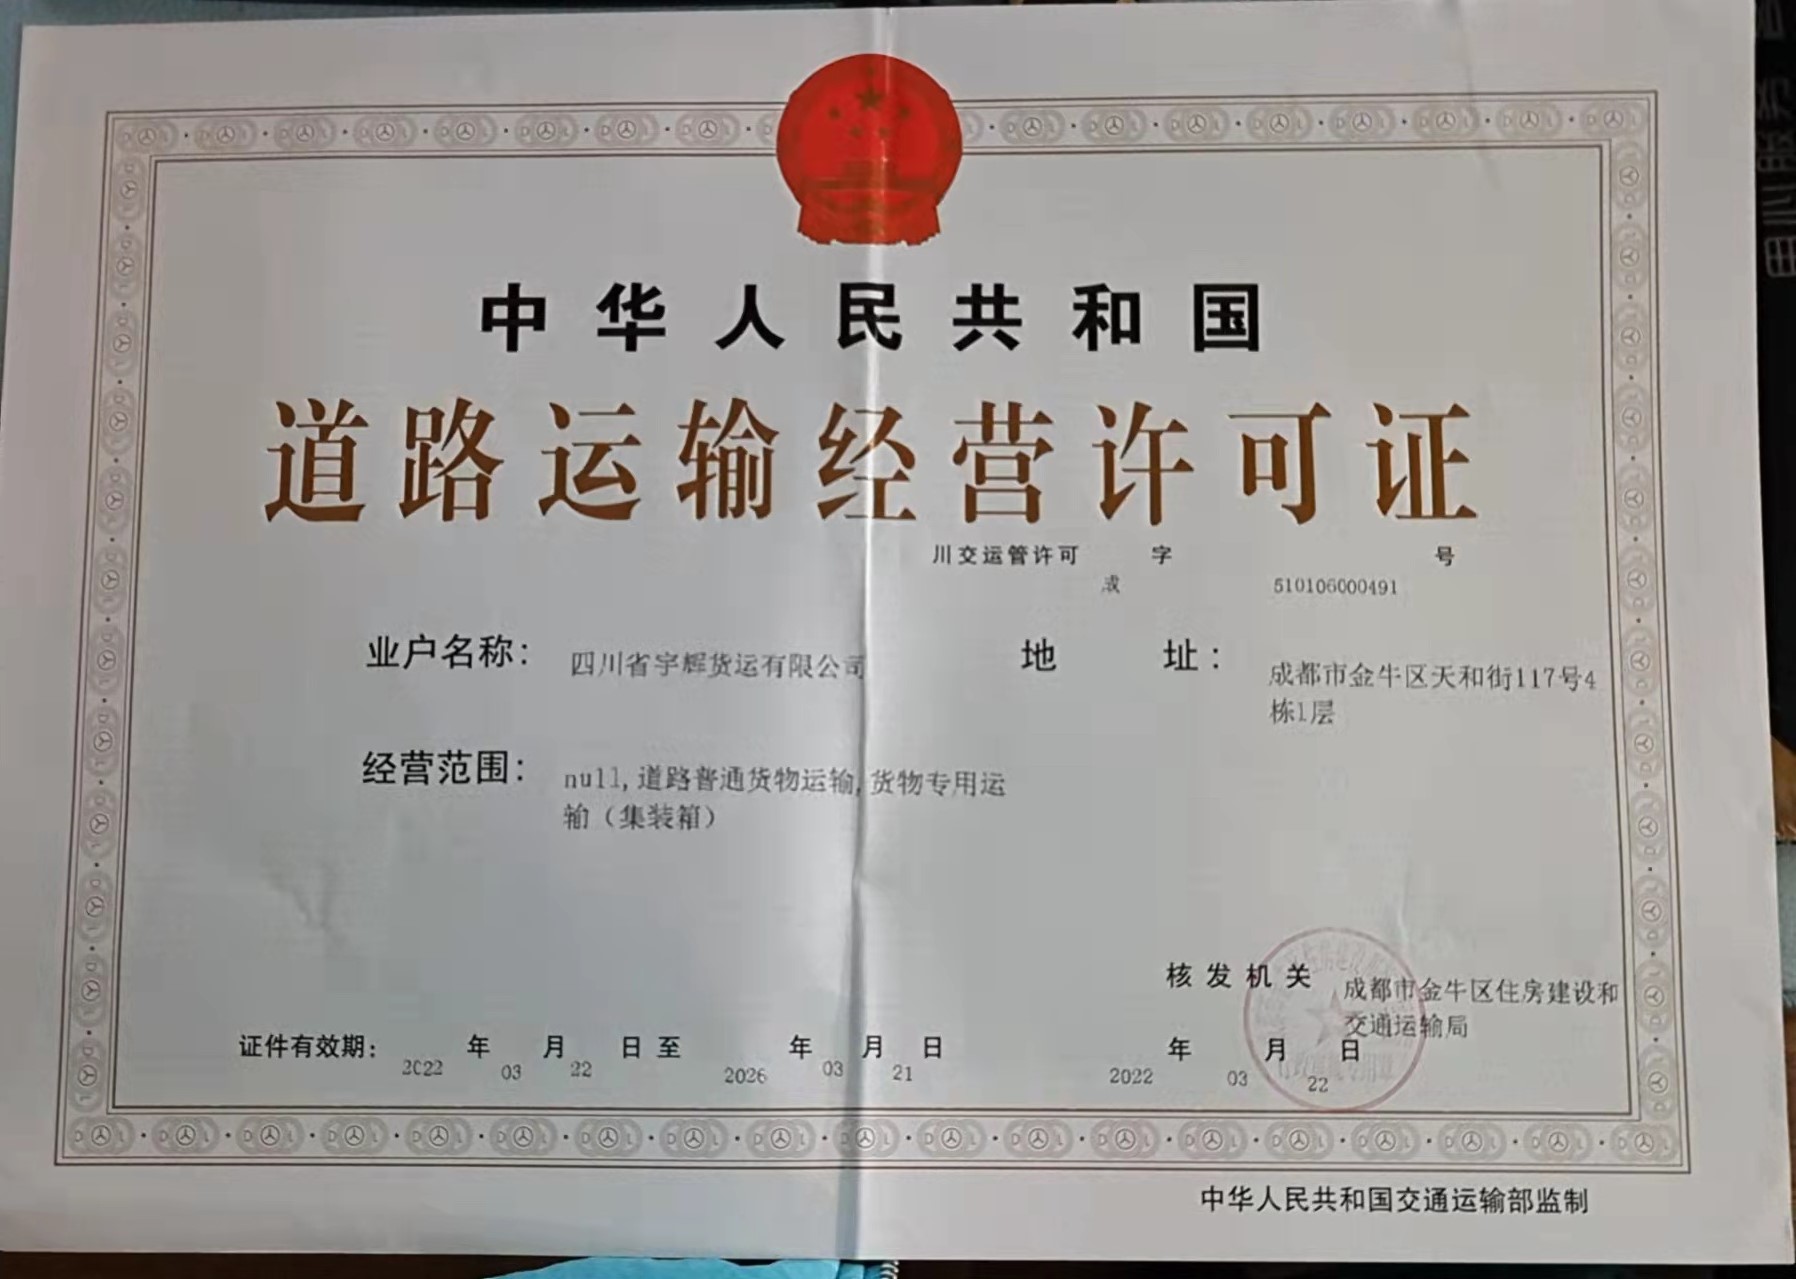 中华人民共和国
道路运输经营许可证
川交运管许可 字 号
成 510106000491
业户名称： 四川省宇辉货运有限公司 地 址： 成都市金牛区天和街117号4
栋1层
经营范围： null,道路普通货物运输,货物专用运
输（集装箱）
核发机关 成都市金牛区住房建设和
交通运输局
证件有效期： 年 月 日至 年 月 日 年 月 日
2022 03 22 2026 03 21 2022 03 22
中华人民共和国交通运输部监制